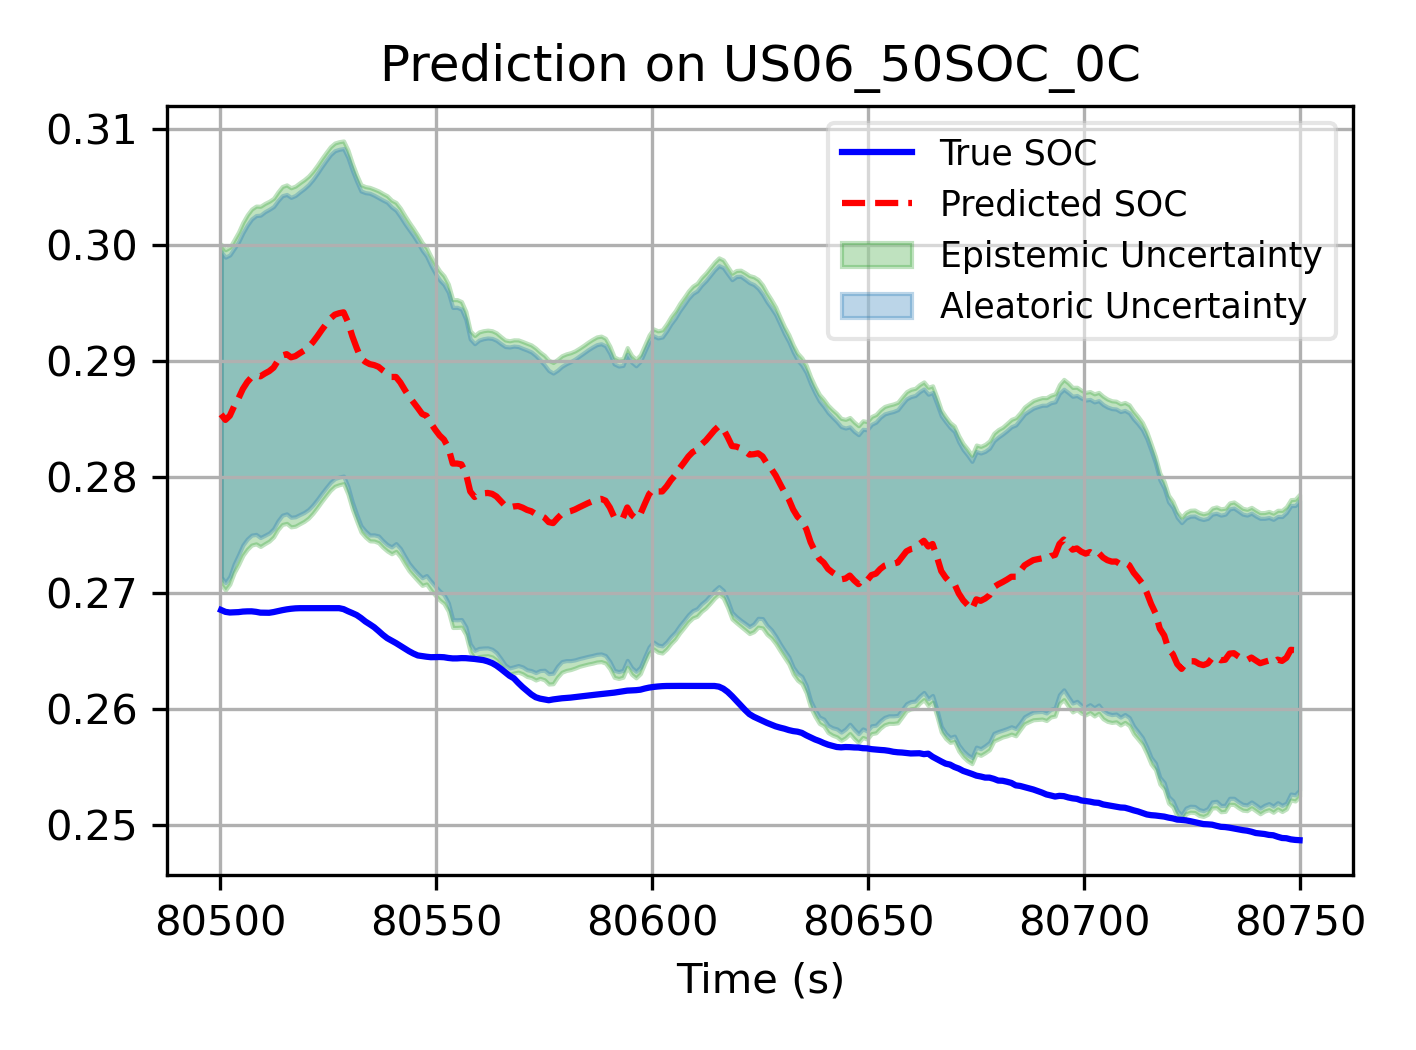 Prediction on US06_50SOC_0C
0.31
0.30
0.29
0.28
0.27
0.26
0.25
True SOC
Predicted SOC
Epistemic Uncertainty
Aleatoric Uncertainty
80500 80550 80600 80650 80700 80750
Time (s)